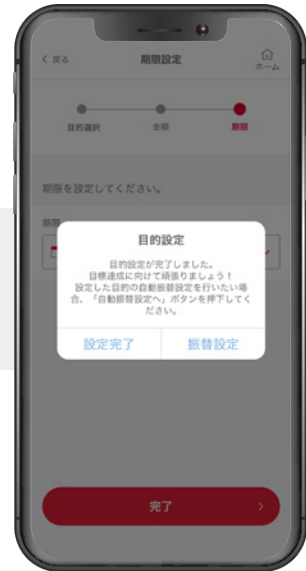 戻る
期限設定
ホーム
目的選択
金額
期限
期限を設定してください。
期限
目的設定
目的設定が完了しました。
目標達成に向けて頑張りましょう！
設定した目的の自動振替設定を行いたい場
合、「自動振替設定へ」ボタンを押下してく
ださい。
設定完了
振替設定
完了